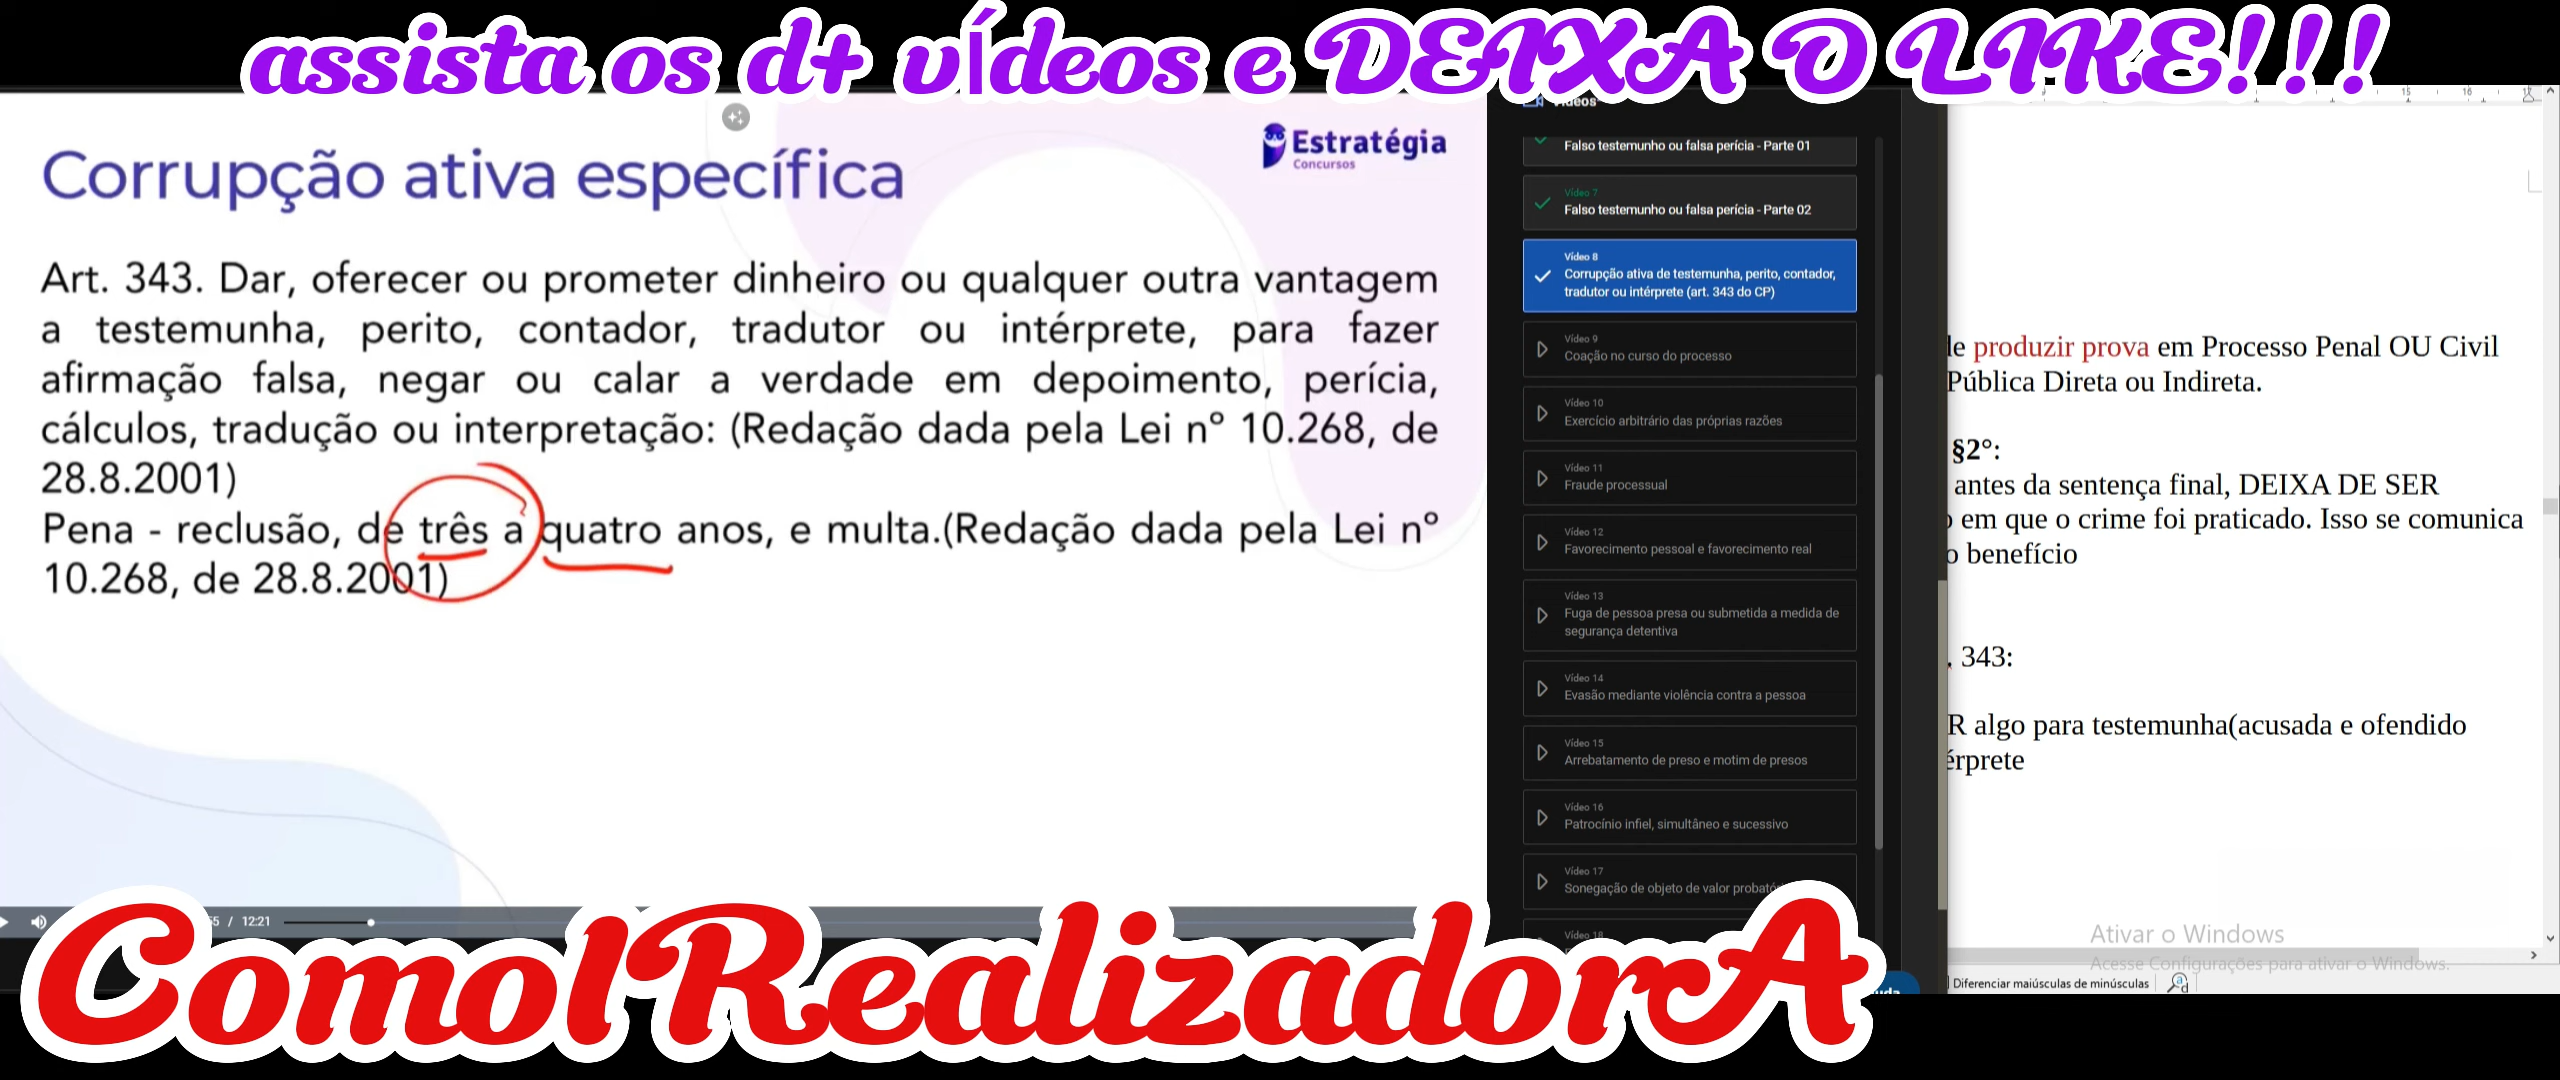 assista os d+ vÍdeos e DEIXA O LIKE!!!
Estratégia
Concursos
Corrupção ativa específica
Art. 343. Dar, oferecer ou prometer dinheiro ou qualquer outra vantagem
a testemunha, perito, contador, tradutor ou intérprete, para fazer
afirmação falsa, negar ou calar a verdade em depoimento, perícia,
cálculos, tradução ou interpretação: (Redação dada pela Lei nº 10.268, de
28.8.2001)
Pena - reclusão, de três a quatro anos, e multa.(Redação dada pela Lei nº
10.268, de 28.8.2001)
/ 12:21
Falso testemunho ou falsa perícia - Parte 01
Vídeo 7
Falso testemunho ou falsa perícia - Parte 02
Vídeo 8
Corrupção ativa de testemunha, perito, contador,
tradutor ou intérprete (art. 343 do CP)
Vídeo 9
Coação no curso do processo
Vídeo 10
Exercício arbitrário das próprias razões
Vídeo 11
Fraude processual
Vídeo 12
Favorecimento pessoal e favorecimento real
Vídeo 13
Fuga de pessoa presa ou submetida a medida de
segurança detentiva
Vídeo 14
Evasão mediante violência contra a pessoa
Vídeo 15
Arrebatamento de preso e motim de presos
Vídeo 16
Patrocínio infiel, simultâneo e sucessivo
Vídeo 17
Sonegação de objeto de valor
Vídeo 18
15 16
produzir prova em Processo Penal OU Civil
Pública Direta ou Indireta.
§2°:
antes da sentença final, DEIXA DE SER
em que o crime foi praticado. Isso se comunica
o benefício
343:
R algo para testemunha(acusada e ofendido
érprete
Ativar o Windows
Acesse Configurações para ativar o Windows.
Diferenciar maiúsculas de minúsculas
ComolRealizadorA